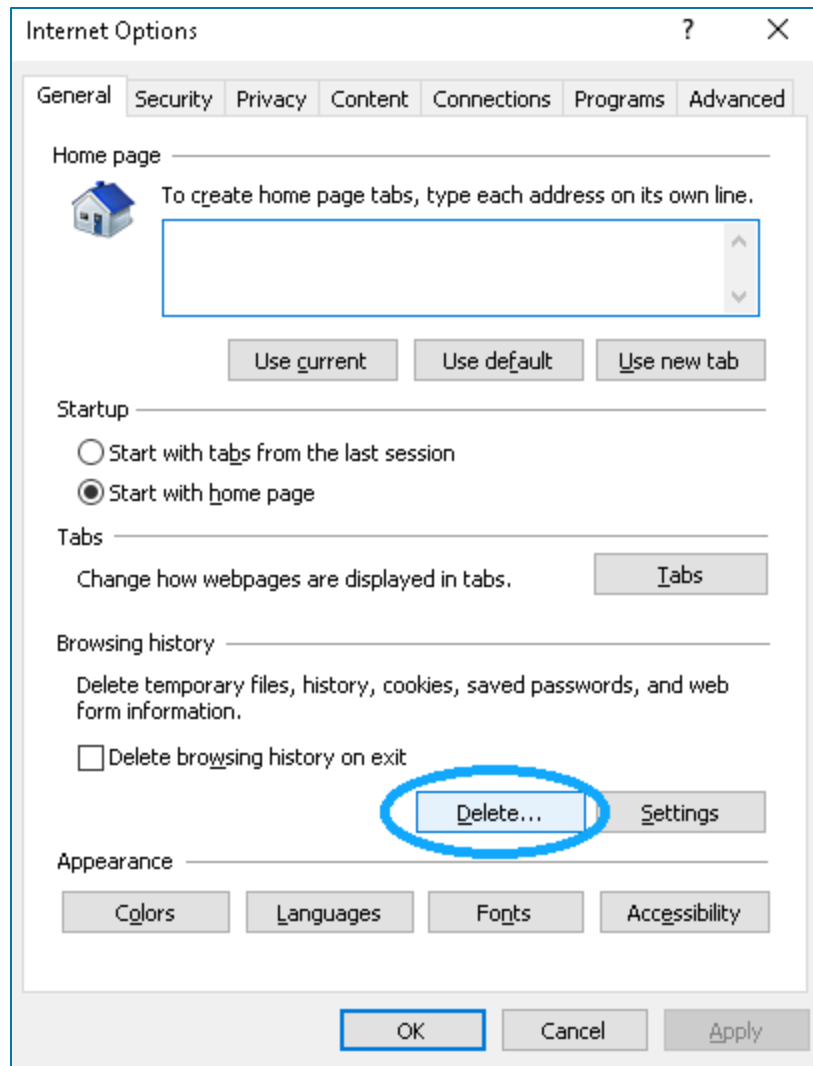 Internet Options
?
General Security Privacy Content Connections Programs Advanced
Home page
To create home page tabs, type each address on its own line.
Use current Use default Use new tab
Startup
Start with tabs from the last session
Start with home page
Tabs
Change how webpages are displayed in tabs. Tabs
Browsing history
Delete temporary files, history, cookies, saved passwords, and web
form information.
Delete browsing history on exit
Delete... Settings
Appearance
Colors Languages Fonts Accessibility
OK Cancel Apply